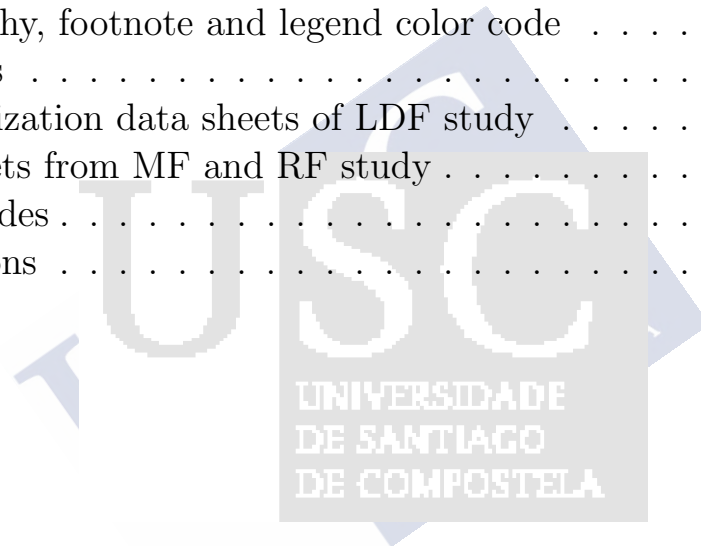 hy, footnote and legend color code . . . .
s . . . . . . . . . . . . . . . . . . . . . . .
ization data sheets of LDF study . . . . .
ets from MF and RF study . . . . . . . . .
des . . . . . . . . . . . . . . . . . . . . . .
ons . . . . . . . . . . . . . . . . . . . . . .
USC
UNIVERSIDADE
DE SANTIAGO
DE COMPOSTELA